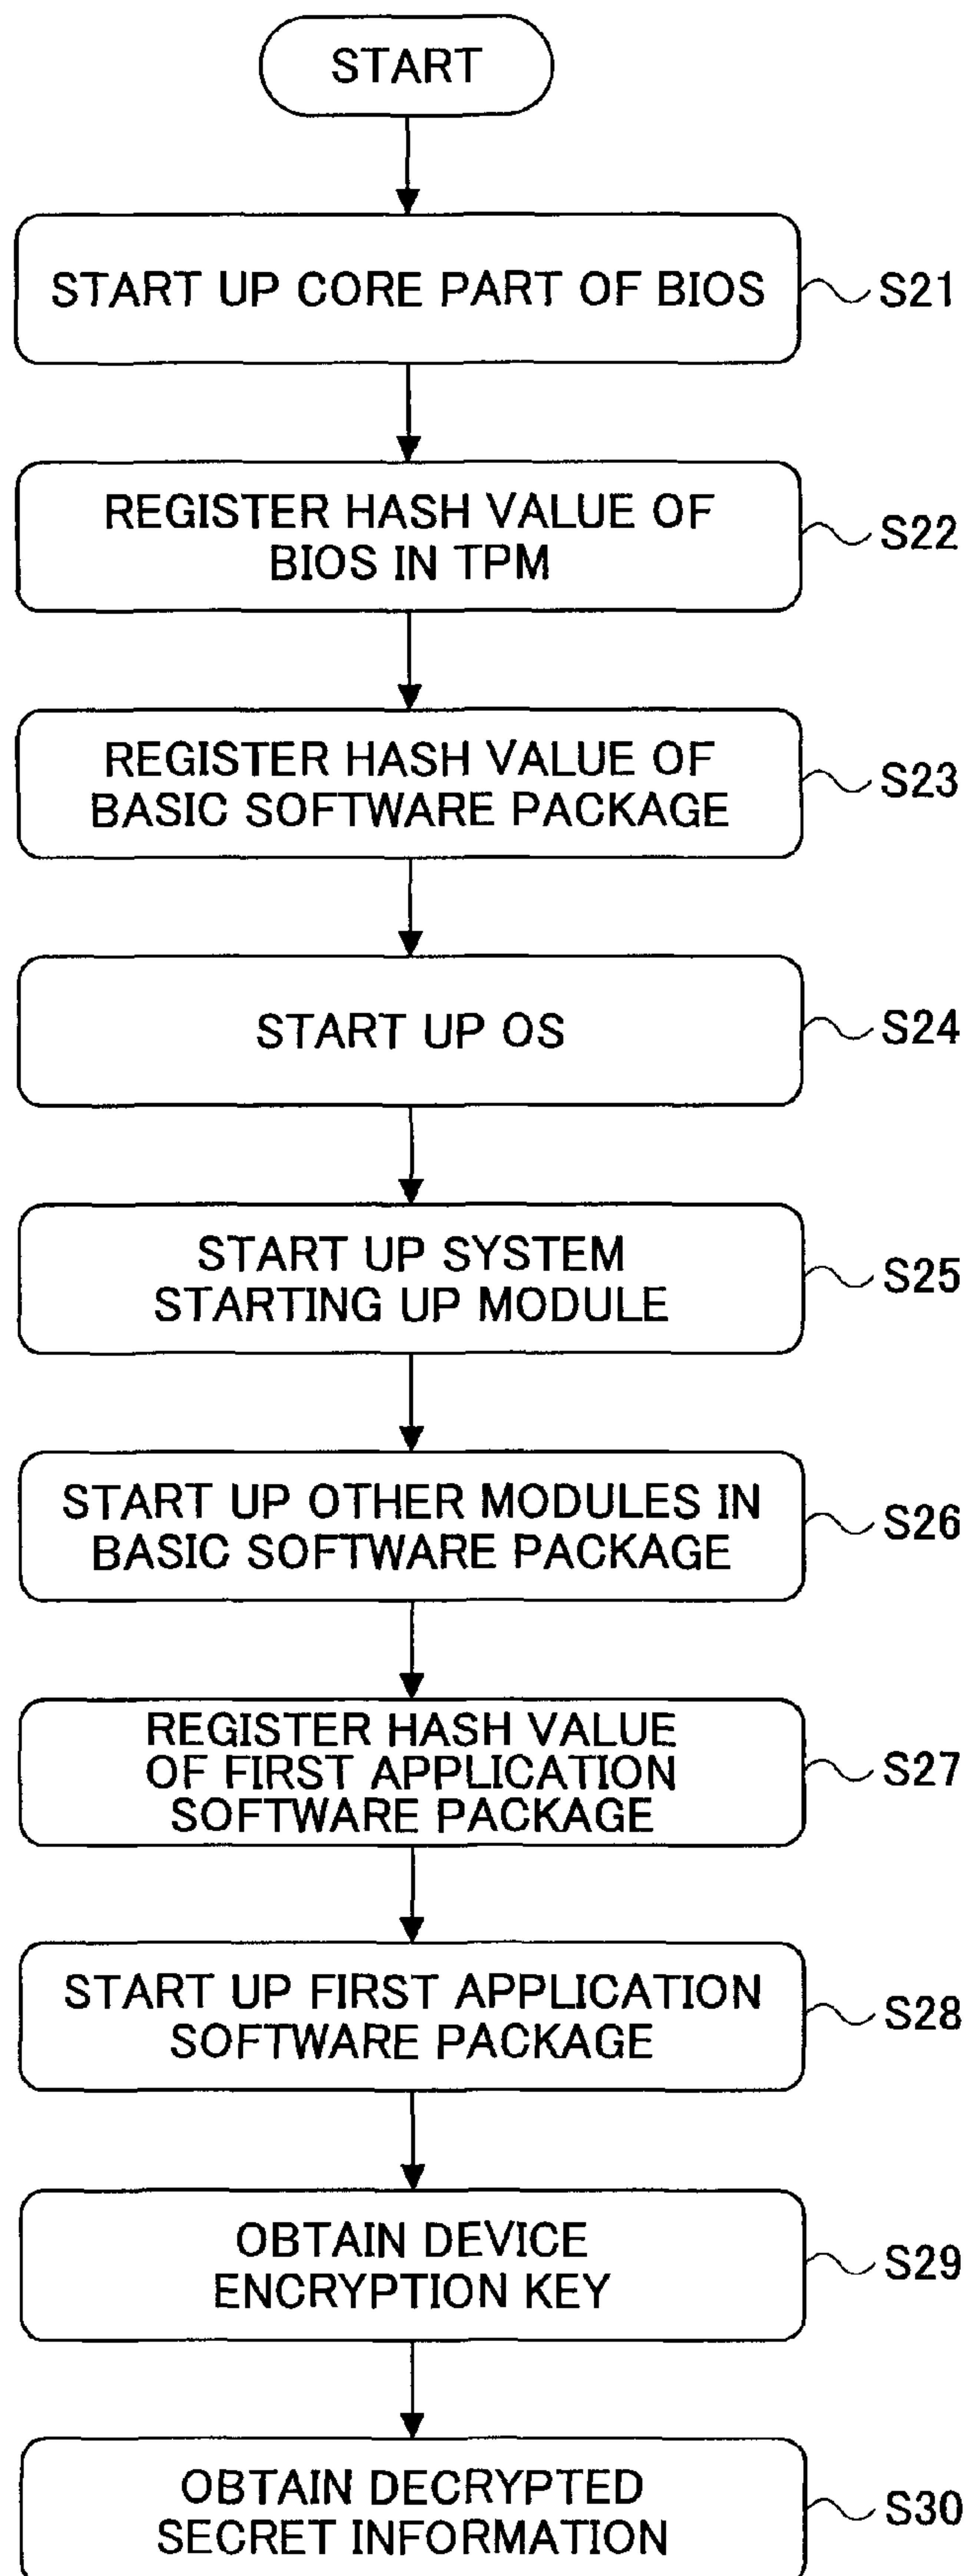 START
START UP CORE PART OF BIOS
S21
REGISTER HASH VALUE OF
BIOS IN TPM
S22
REGISTER HASH VALUE OF
BASIC SOFTWARE PACKAGE
S23
START UP OS
S24
START UP SYSTEM
STARTING UP MODULE
S25
START UP OTHER MODULES IN
BASIC SOFTWARE PACKAGE
S26
REGISTER HASH VALUE
OF FIRST APPLICATION
SOFTWARE PACKAGE
S27
START UP FIRST APPLICATION
SOFTWARE PACKAGE
S28
OBTAIN DEVICE
ENCRYPTION KEY
S29
OBTAIN DECRYPTED
SECRET INFORMATION
S30